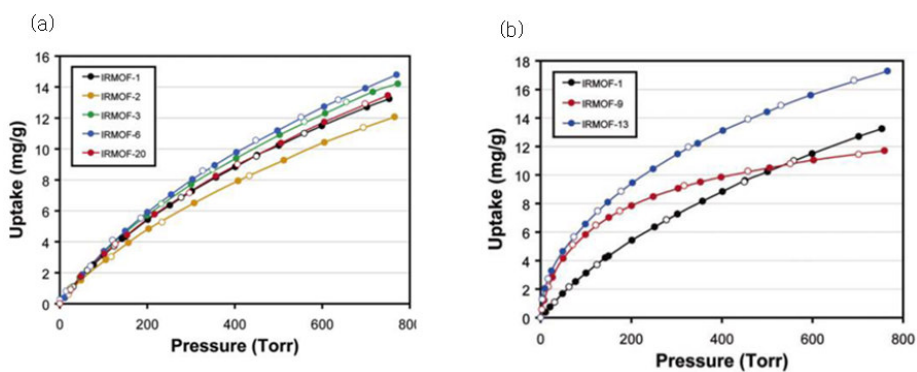 (a)
16
14
12
10
8
6
4
2
0
Uptake (mg/g)
IRMOF-1
IRMOF-2
IRMOF-3
IRMOF-6
IRMOF-20
0 200 400 600 800
Pressure (Torr)
(b)
18
16
14
12
10
8
6
4
2
0
Uptake (mg/g)
IRMOF-1
IRMOF-9
IRMOF-13
0 200 400 600 800
Pressure (Torr)